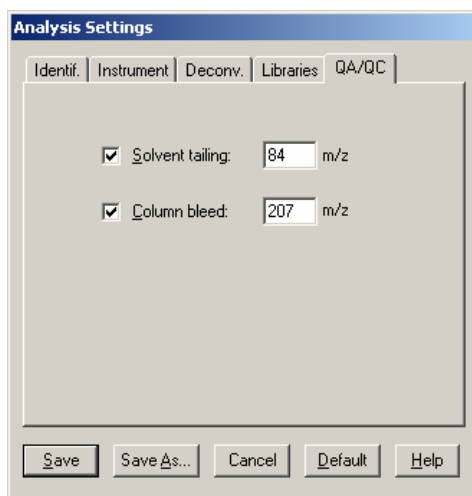 Analysis Settings
Identif. Instrument Deconv. Libraries QA/QC
Solvent tailing: 84 m/z
Column bleed: 207 m/z
Save Save As... Cancel Default Help